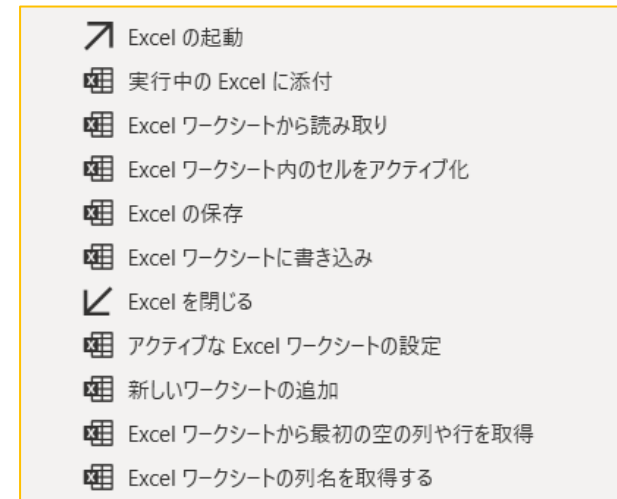 Excel の起動
実行中の Excel に添付
Excel ワークシートから読み取り
Excel ワークシート内のセルをアクティブ化
Excel の保存
Excel ワークシートに書き込み
Excel を閉じる
アクティブな Excel ワークシートの設定
新しいワークシートの追加
Excel ワークシートから最初の空の列や行を取得
Excel ワークシートの列名を取得する